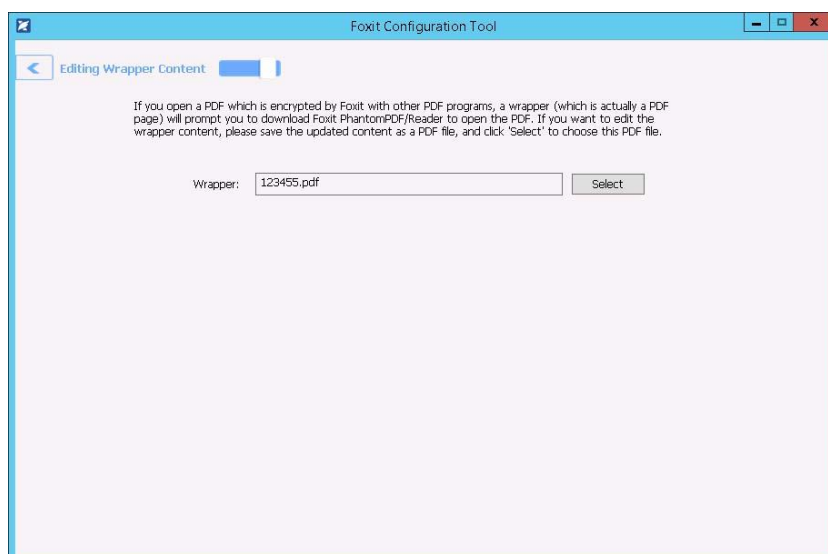 Foxit Configuration Tool
Editing Wrapper Content
If you open a PDF which is encrypted by Foxit with other PDF programs, a wrapper (which is actually a PDF
page) will prompt you to download Foxit PhantomPDF/Reader to open the PDF. If you want to edit the
wrapper content, please save the updated content as a PDF file, and click 'Select' to choose this PDF file.
Wrapper: 123455.pdf Select